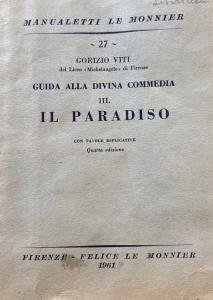 MANUALETTI LE MONNIER
~ 27 ~
GORIZIO VITI
del Liceo «Michelangelo» di Firenze
GUIDA ALLA DIVINA COMMEDIA
III.
IL PARADISO
CON TAVOLE ESPLICATIVE
Quarta edizione
FIRENZE - FELICE LE MONNIER
1961